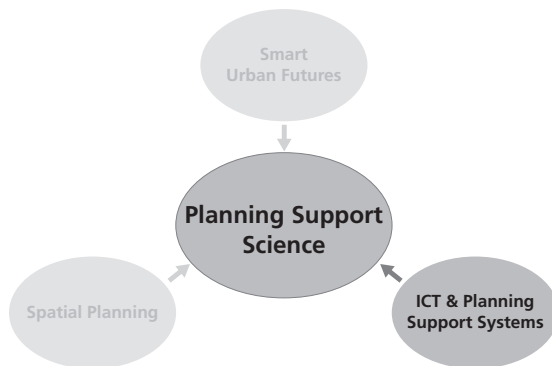 Smart
Urban Futures
Planning Support
Science
Spatial Planning
ICT & Planning
Support Systems